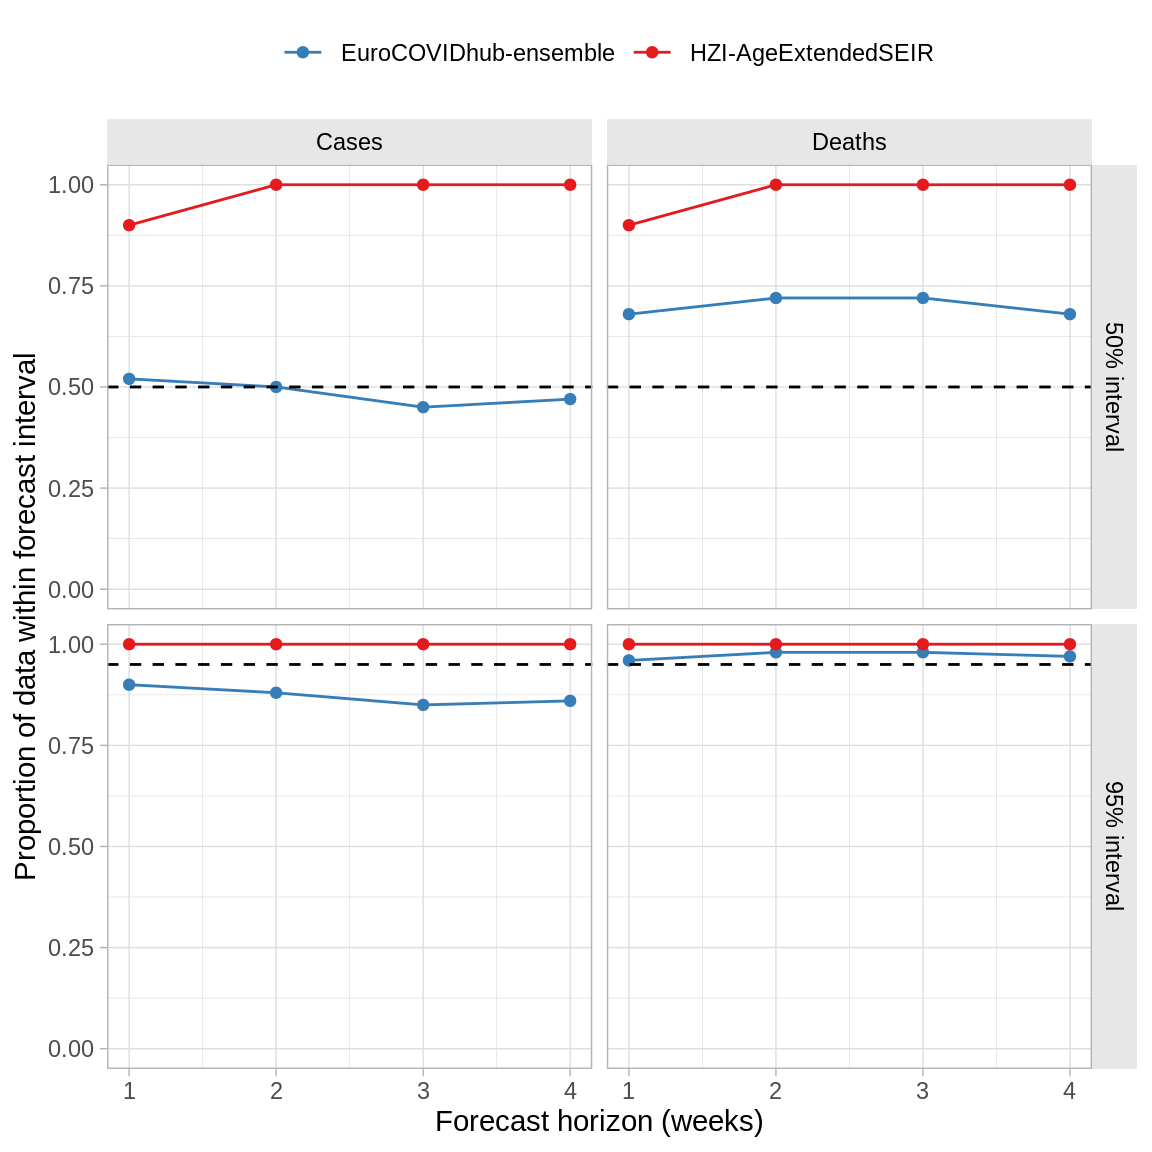 EuroCOVIDhub-ensemble HZI-AgeExtendedSEIR
Cases Deaths
Proportion of data within forecast interval
1.00
0.75
0.50
0.25
0.00
50% interval
1.00
0.75
0.50
0.25
0.00
95% interval
1 2 3 4 1 2 3 4
Forecast horizon (weeks)